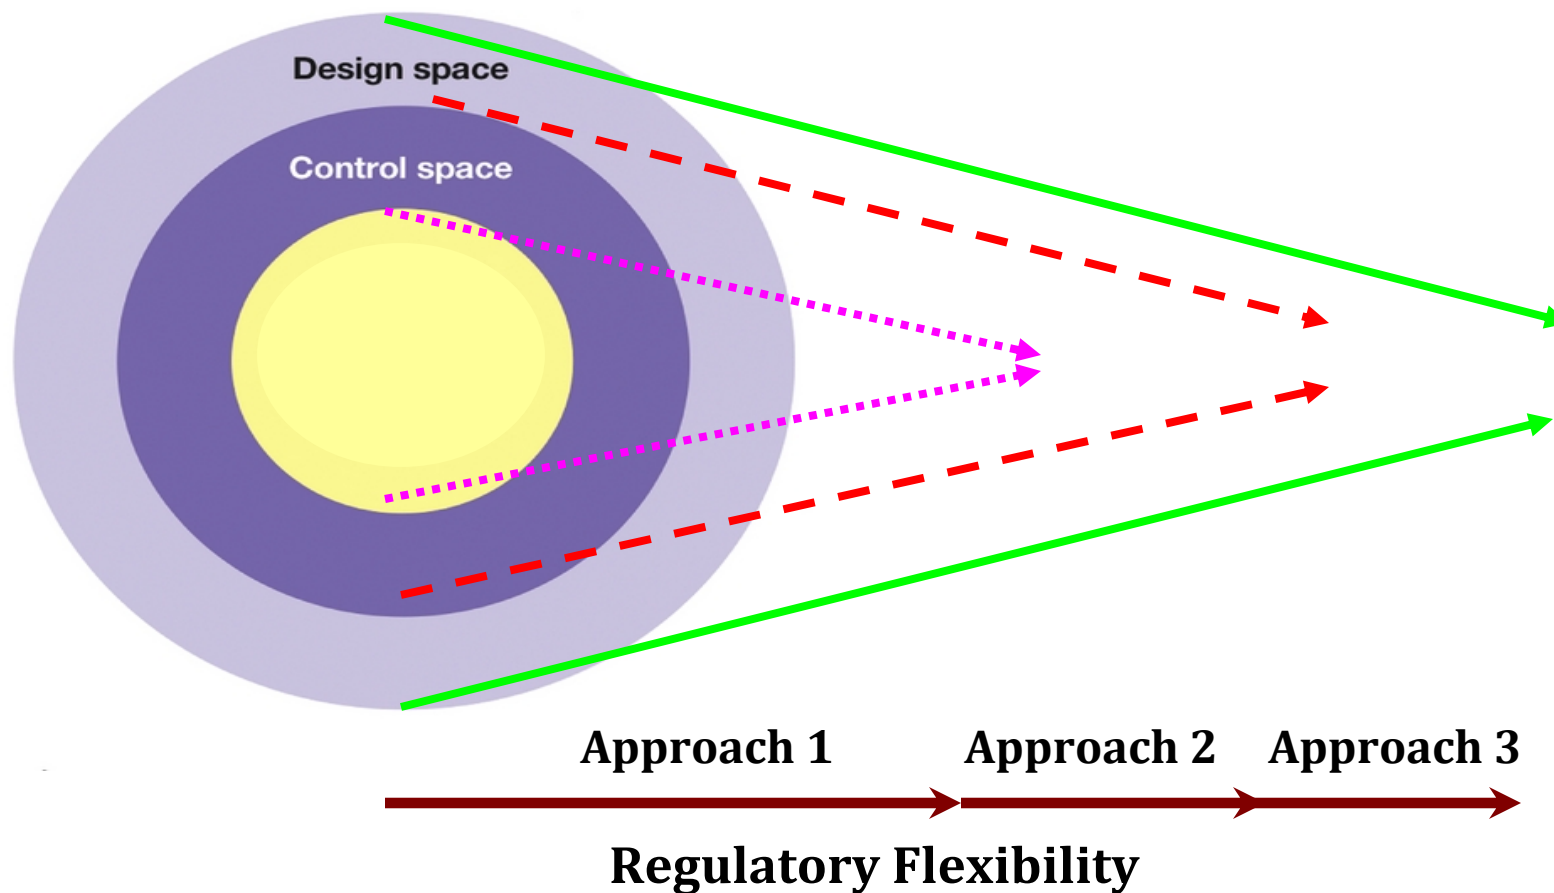 Design space
Control space
Approach 1
Approach 2
Approach 3
Regulatory Flexibility